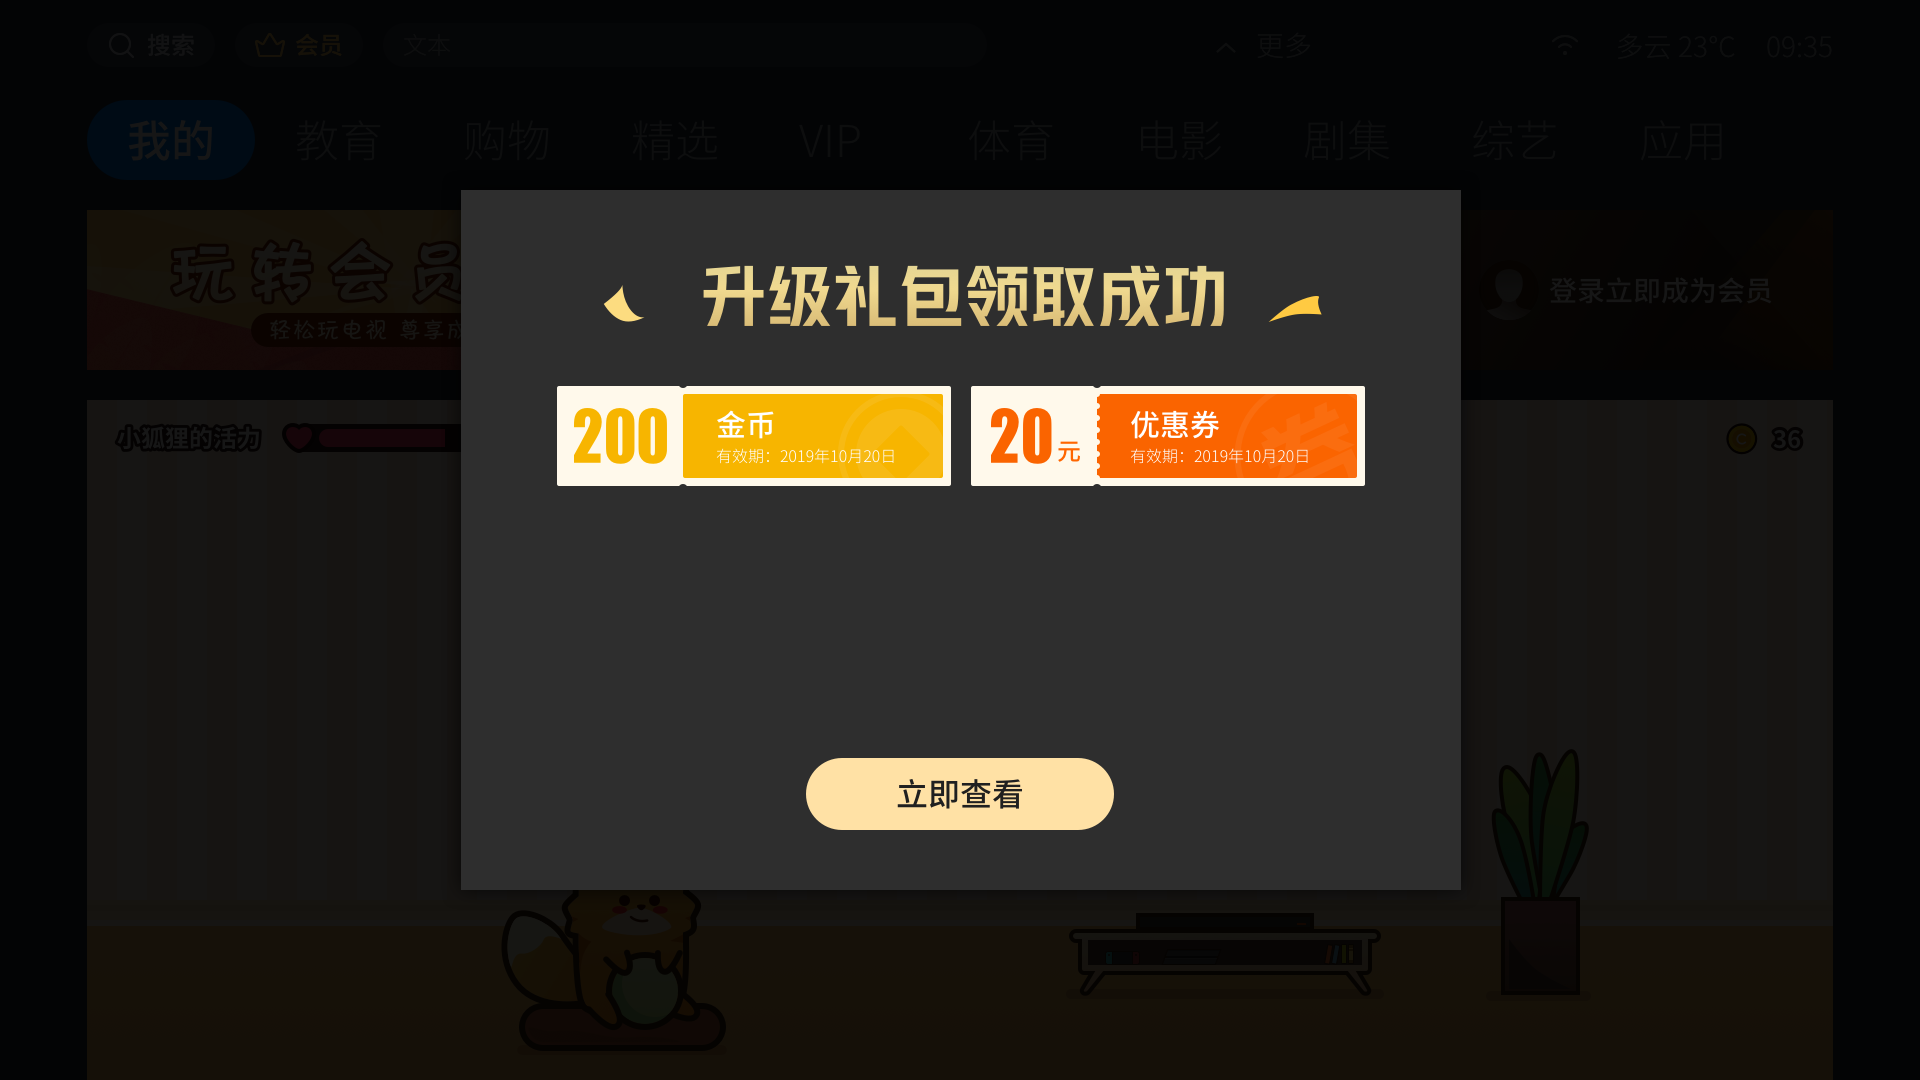 搜索
会员
文本
更多
多云 23°C
09:35
我的
教育
购物
精选
VIP
体育
电影
剧集
综艺
应用
玩转会员
轻松玩电视 尊享
登录立即成为会员
小狐狸的活力
36
升级礼包领取成功
200
金币
有效期：2019年10月20日
20元
优惠券
有效期：2019年10月20日
券
立即查看